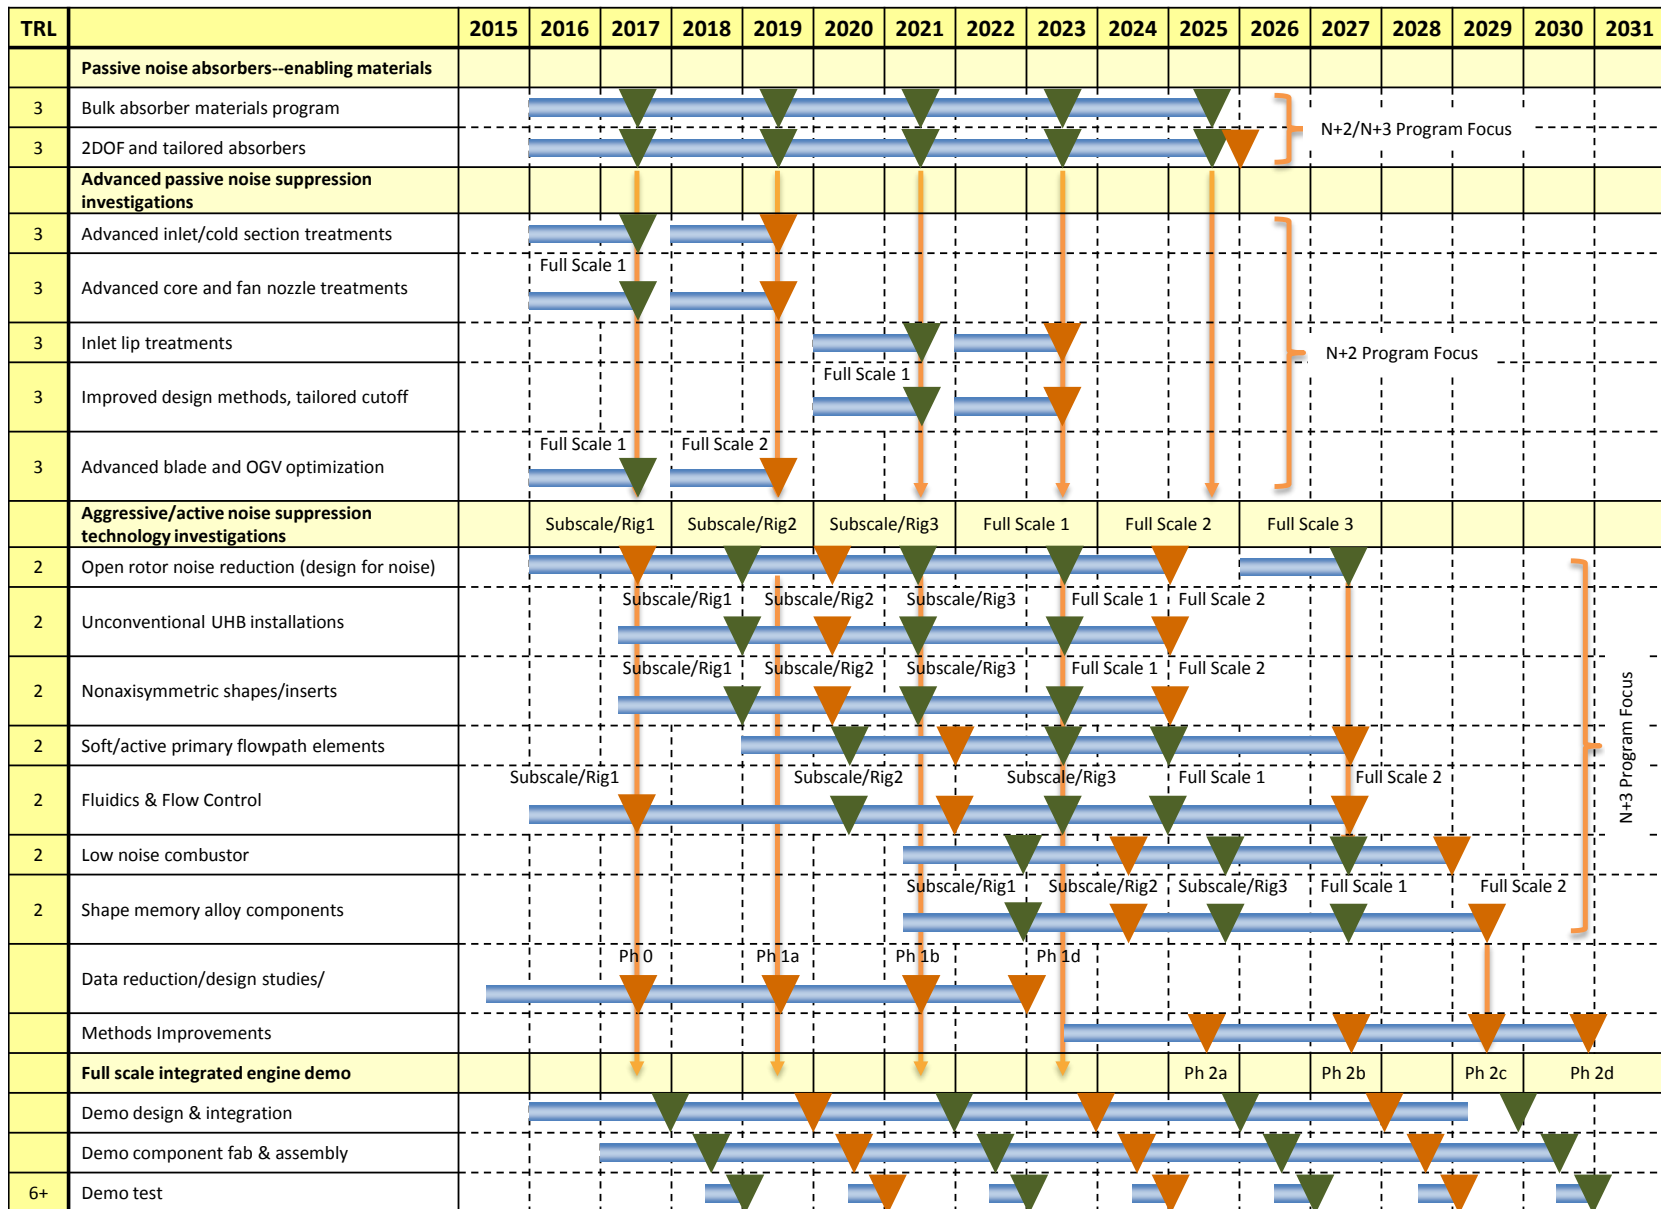 TRL 2015 2016 2017 2018 2019 2020 2021 2022 2023 2024 2025 2026 2027 2028 2029 2030 2031
Passive noise absorbers--enabling materials
3 Bulk absorber materials program
N+2/N+3 Program Focus
3 2DOF and tailored absorbers
Advanced passive noise suppression
investigations
3 Advanced inlet/cold section treatments
Full Scale 1
3 Advanced core and fan nozzle treatments
3 Inlet lip treatments
N+2 Program Focus
Full Scale 1
3 Improved design methods, tailored cutoff
Full Scale 1 Full Scale 2
3 Advanced blade and OGV optimization
Aggressive/active noise suppression
technology investigations
Subscale/Rig1 Subscale/Rig2 Subscale/Rig3 Full Scale 1 Full Scale 2 Full Scale 3
2 Open rotor noise reduction (design for noise)
Subscale/Rig1 Subscale/Rig2 Subscale/Rig3 Full Scale 1 Full Scale 2
2 Unconventional UHB installations
Subscale/Rig1 Subscale/Rig2 Subscale/Rig3 Full Scale 1 Full Scale 2
2 Nonaxisymmetric shapes/inserts
N+3 Program Focus
2 Soft/active primary flowpath elements
Subscale/Rig1 Subscale/Rig2 Subscale/Rig3 Full Scale 1 Full Scale 2
2 Fluidics & Flow Control
2 Low noise combustor
Subscale/Rig1 Subscale/Rig2 Subscale/Rig3 Full Scale 1 Full Scale 2
2 Shape memory alloy components
Ph 0 Ph 1a Ph 1b Ph 1d
Data reduction/design studies/
Methods Improvements
Full scale integrated engine demo Ph 2a Ph 2b Ph 2c Ph 2d
Demo design & integration
Demo component fab & assembly
6+ Demo test